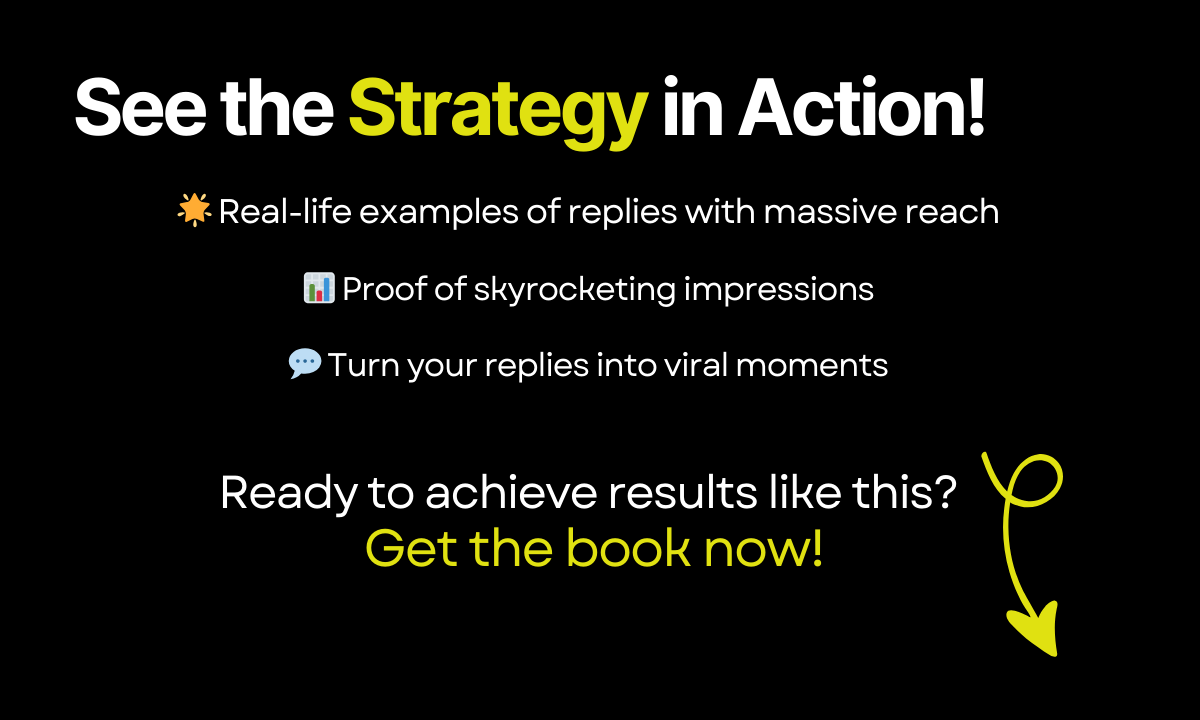 See the Strategy in Action!
🌟 Real-life examples of replies with massive reach
📊 Proof of skyrocketing impressions
💬 Turn your replies into viral moments
Ready to achieve results like this?
Get the book now!